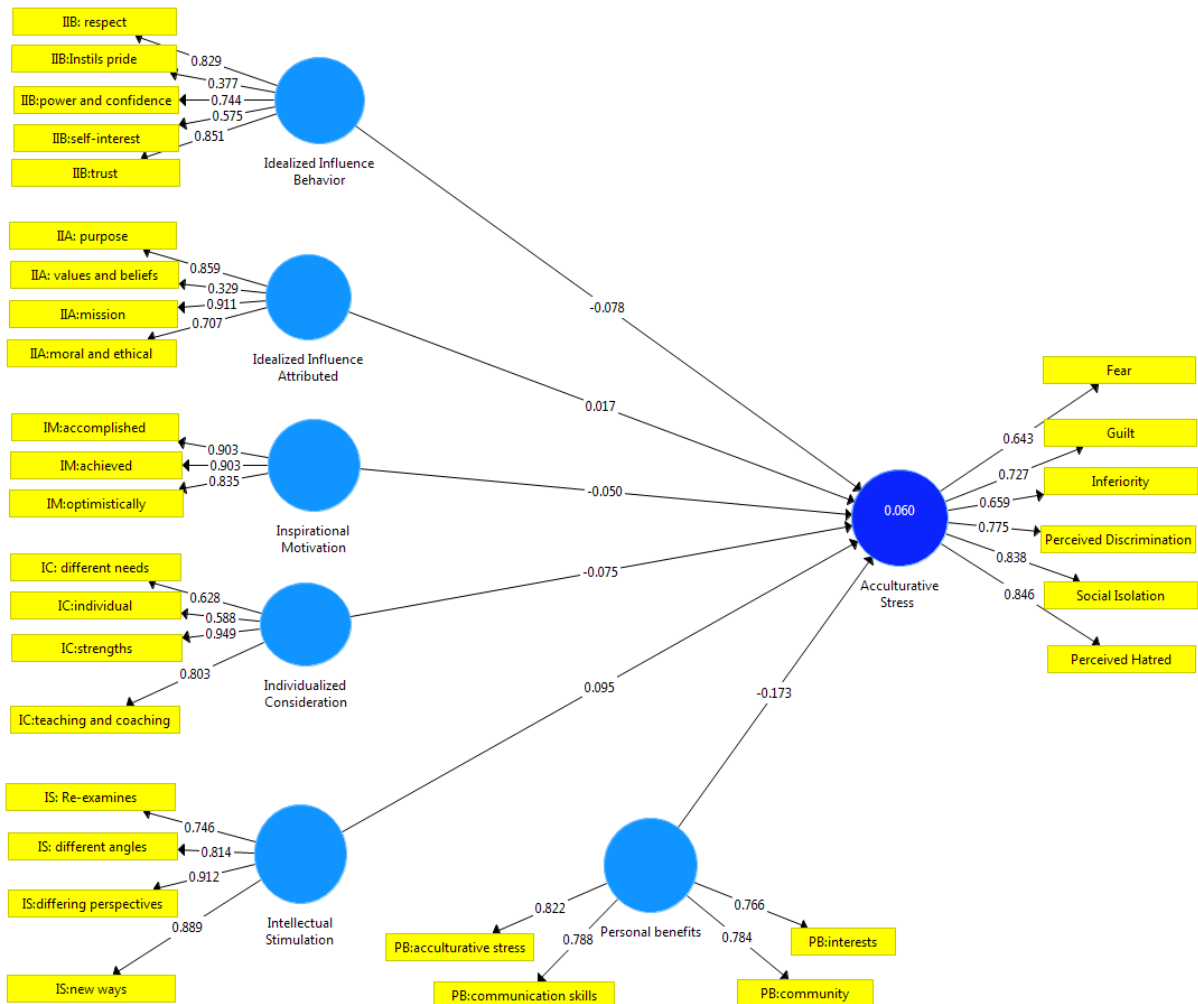 IIB: respect
0.829
IIB:Instils pride
0.377
IIB:power and confidence
0.744
0.575
IIB:self-interest
0.851
IIB:trust
Idealized Influence
Behavior
IIA: purpose
0.859
IIA: values and beliefs
0.329
0.911
IIA:mission
0.707
IIA:moral and ethical
Idealized Influence
Attributed
IM:accomplished
0.903
IM:achieved
0.903
0.835
IM:optimistically
Inspirational
Motivation
IC: different needs
0.628
IC:individual
0.588
0.949
IC:strengths
0.803
IC:teaching and coaching
Individualized
Consideration
IS: Re-examines
0.746
IS: different angles
0.814
0.912
IS:differing perspectives
0.889
IS:new ways
Intellectual
Stimulation
-0.078
0.017
-0.050
-0.075
0.095
-0.173
0.822
PB:acculturative stress
0.788
PB:communication skills
Personal benefits
0.766
PB:interests
0.784
PB:community
0.060
Acculturative
Stress
Fear
0.643
Guilt
0.727
Inferiority
0.659
0.775
Perceived Discrimination
0.838
Social Isolation
0.846
Perceived Hatred